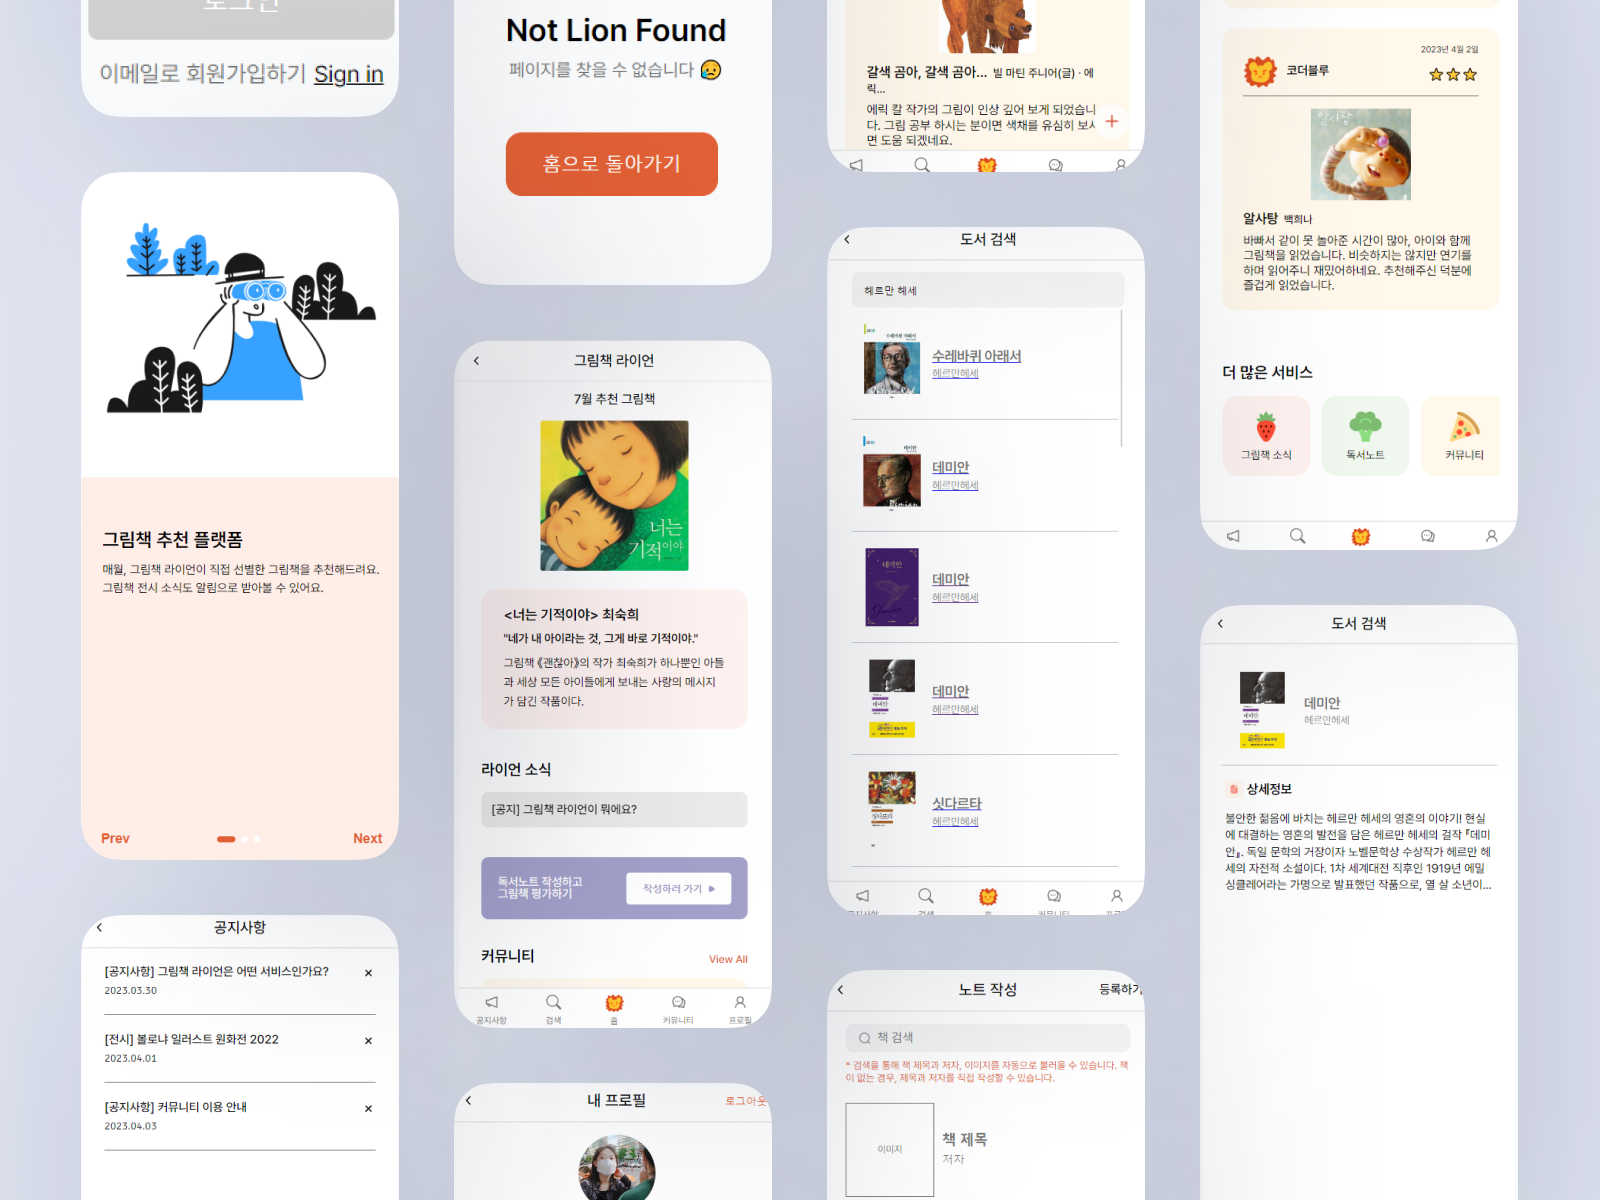 로그인
이메일로 회원가입하기 Sign in
그림책 추천 플랫폼
매월, 그림책 라이언이 직접 선별한 그림책을 추천해드려요.
그림책 전시 소식도 알림으로 받아볼 수 있어요.
Prev
Next
공지사항
[공지사항] 그림책 라이언은 어떤 서비스인가요?
2023.03.30
[전시] 볼로냐 일러스트 원화전 2022
2023.04.01
[공지사항] 커뮤니티 이용 안내
2023.04.03
Not Lion Found
페이지를 찾을 수 없습니다 😥
홈으로 돌아가기
그림책 라이언
7월 추천 그림책
너는
기적이야
<너는 기적이야> 최숙희
"네가 내 아이라는 것, 그게 바로 기적이야."
그림책 《괜찮아》의 작가 최숙희가 하나뿐인 아들
과 세상 모든 아이들에게 보내는 사랑의 메시지
가 담긴 작품이다.
라이언 소식
[공지] 그림책 라이언이 뭐에요?
독서노트 작성하고
그림책 평가하기
작성하러 가기
커뮤니티
View All
공지사항
검색
홈
커뮤니티
프로필
내 프로필
로그아웃
갈색 곰아, 갈색 곰아... 빌 마틴 주니어(글) · 에
릭...
에릭 칼 작가의 그림이 인상 깊어 보게 되었습니
다. 그림 공부 하시는 분이면 색채를 유심히 보시
면 도움 되겠네요.
도서 검색
헤르만 헤세
수레바퀴 아래서
헤르만헤세
데미안
데미안
헤르만헤세
데미안
데미안
헤르만헤세
데미안
데미안
헤르만헤세
싯다르타
싯다르타
헤르만헤세
공지사항
검색
홈
커뮤니티
노트 작성
등록하기
책 검색
* 검색을 통해 책 제목과 저자, 이미지를 자동으로 불러올 수 있습니다. 책
이 없는 경우, 제목과 저자를 직접 작성할 수 있습니다.
이미지
책 제목
저자
2023년 4월 2일
코더블루
알사탕
알사탕 백희나
바빠서 같이 못 놀아준 시간이 많아, 아이와 함께
그림책을 읽었습니다. 비슷하지는 않지만 연기를
하며 읽어주니 재밌어하네요. 추천해주신 덕분에
즐겁게 읽었습니다.
더 많은 서비스
그림책 소식
독서노트
커뮤니티
도서 검색
데미안
데미안
헤르만헤세
상세정보
불안한 젊음에 바치는 헤르만 헤세의 영혼의 이야기! 현실
에 대결하는 영혼의 발전을 담은 헤르만 헤세의 걸작 『데미
안』. 독일 문학의 거장이자 노벨문학상 수상작가 헤르만 헤
세의 자전적 소설이다. 1차 세계대전 직후인 1919년 에밀
싱클레어라는 가명으로 발표했던 작품으로, 열 살 소년이...